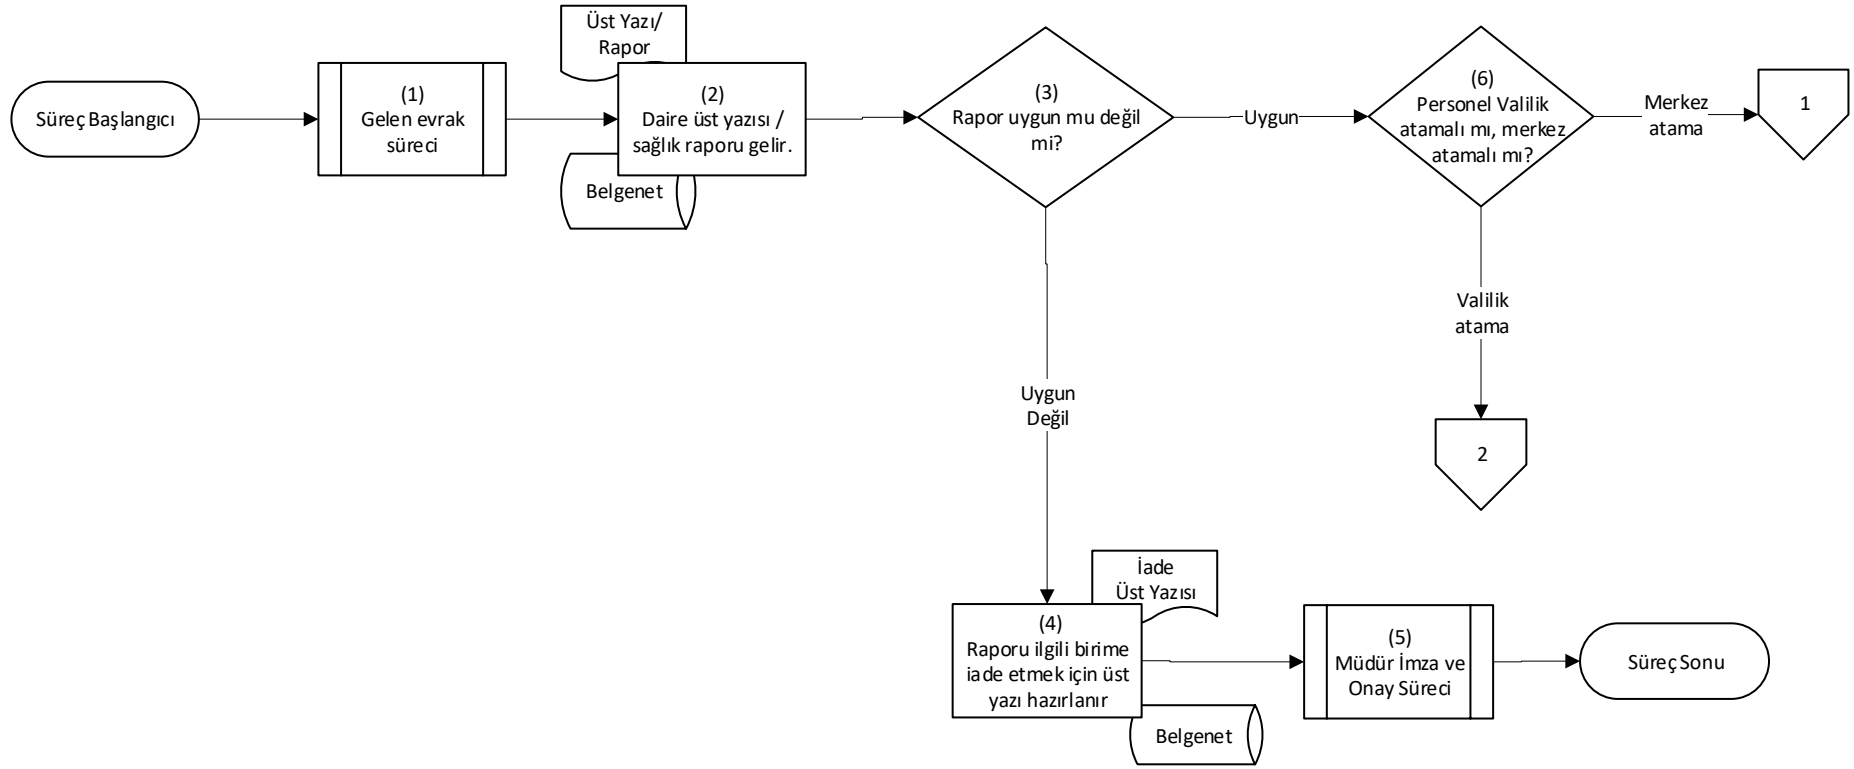 Süreç Başlangıcı
(1)
Gelen evrak
süreci
Üst Yazı/
Rapor
(2)
Daire üst yazısı /
sağlık raporu gelir.
Belgenet
(3)
Rapor uygun mu değil
mi?
Uygun
(6)
Personel Valilik
atamalı mı, merkez
atamalı mı?
Merkez
atama
1
Valilik
atama
2
Uygun
Değil
İade
Üst Yazısı
(4)
Raporu ilgili birime
iade etmek için üst
yazı hazırlanır
Belgenet
(5)
Müdür İmza ve
Onay Süreci
Süreç Sonu